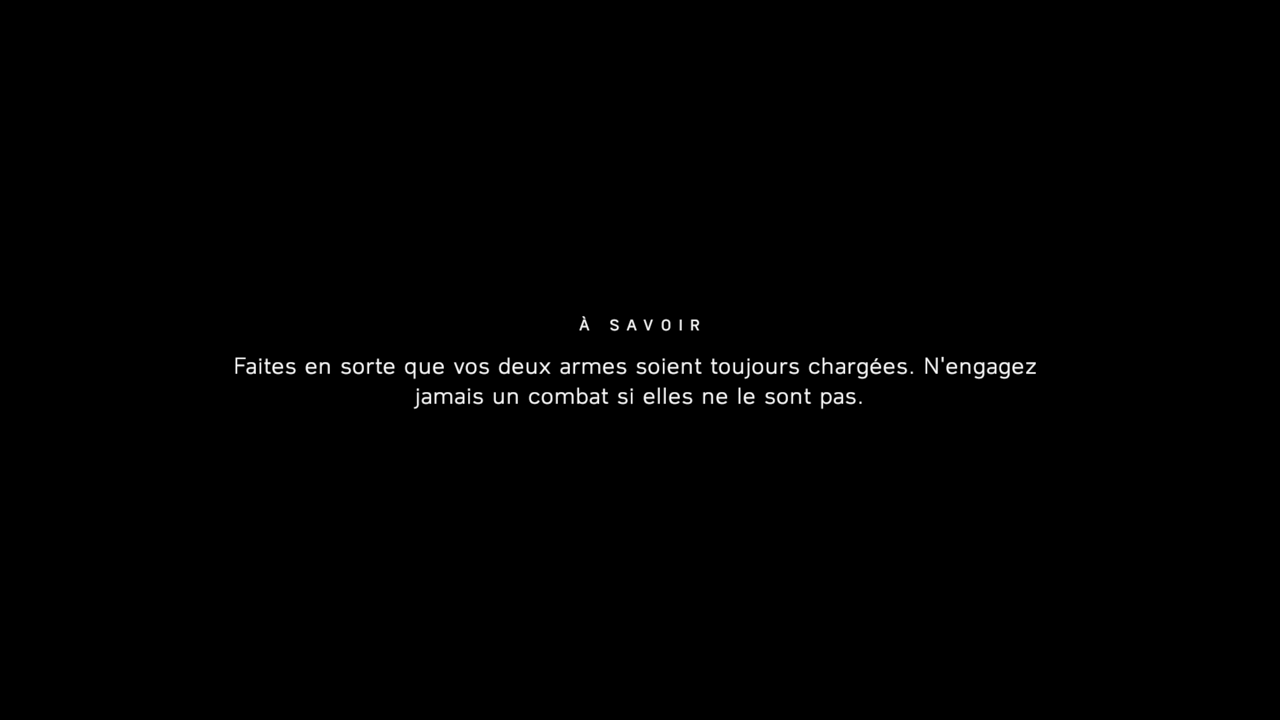 À SAVOIR
Faites en sorte que vos deux armes soient toujours chargées. N'engagez
jamais un combat si elles ne le sont pas.